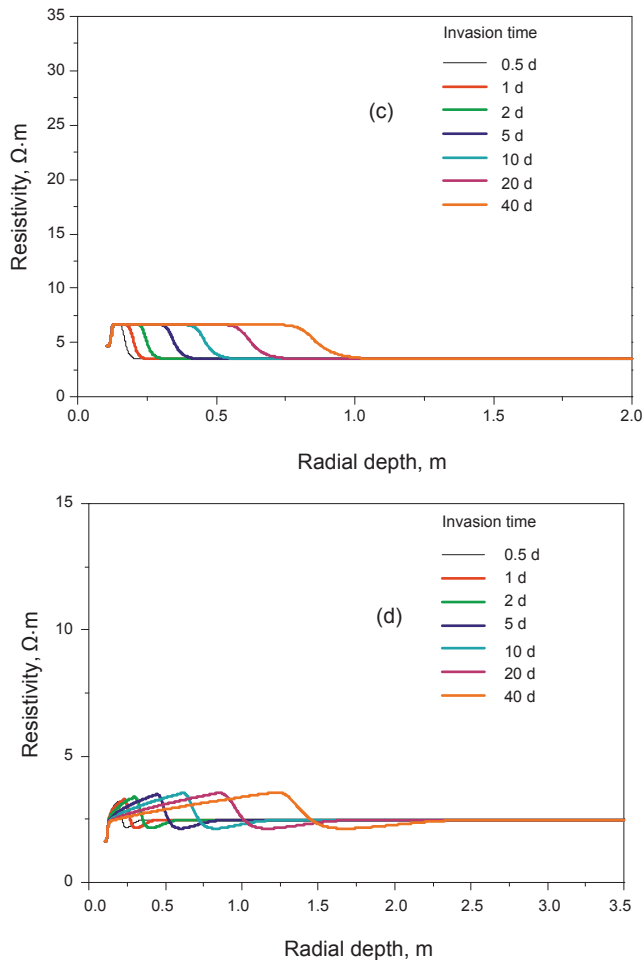 35
30
25
20
15
10
5
0
Resistivity, Ω·m
Invasion time
0.5 d
1 d
2 d
5 d
10 d
20 d
40 d
(c)
0.0 0.5 1.0 1.5 2.0
Radial depth, m
15
10
5
0
Resistivity, Ω·m
Invasion time
0.5 d
1 d
2 d
5 d
10 d
20 d
40 d
(d)
0.0 0.5 1.0 1.5 2.0 2.5 3.0 3.5
Radial depth, m